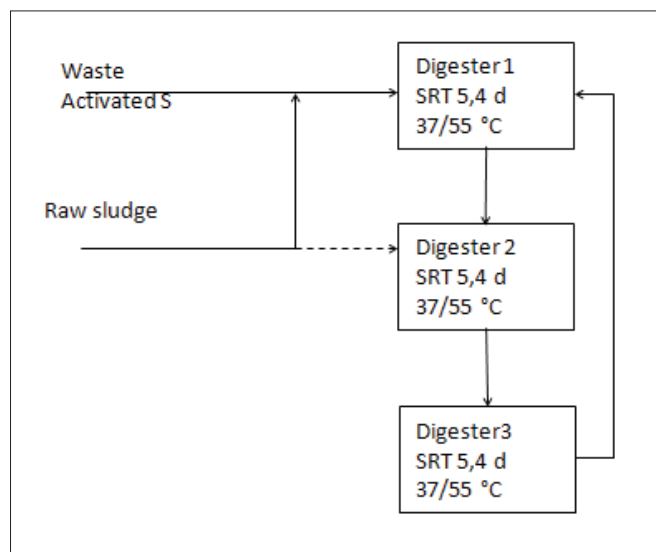 Waste
Activated S
Raw sludge
Digester 1
SRT 5,4 d
37/55 °C
Digester 2
SRT 5,4 d
37/55 °C
Digester3
SRT 5,4 d
37/55 °C